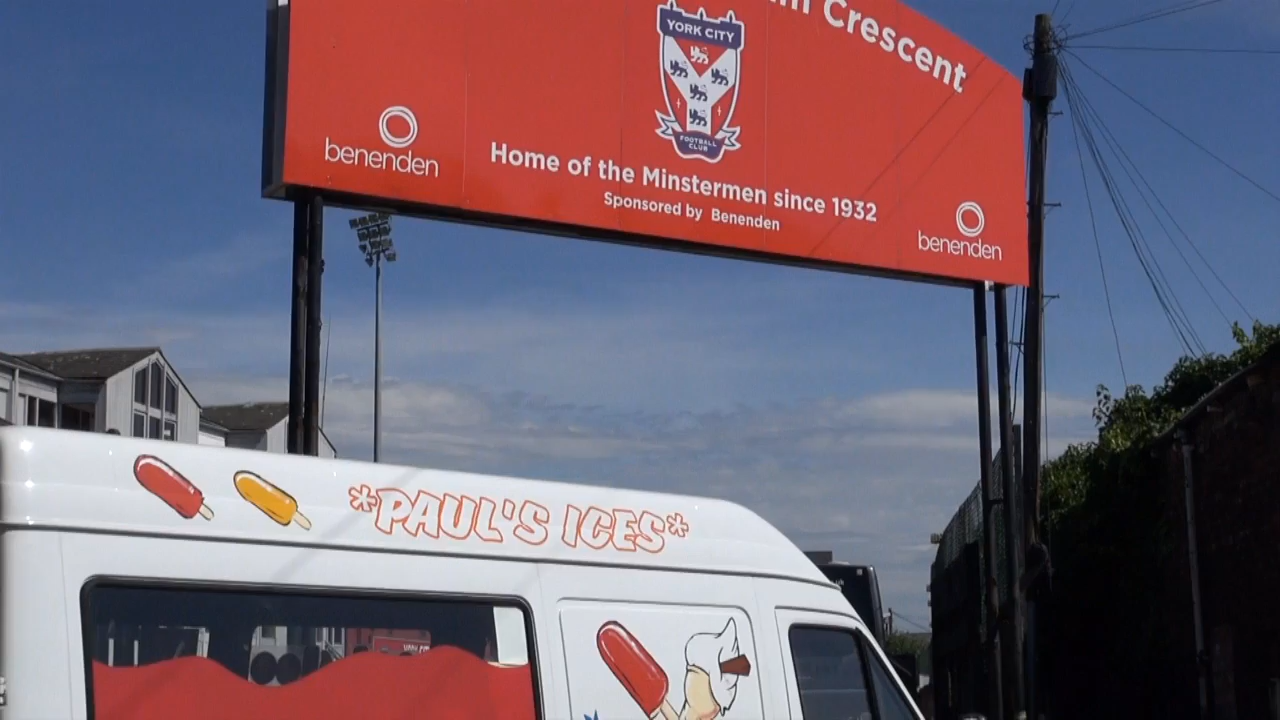 Crescent
YORK CITY
FOOTBALL
CLUB
benenden
Home of the Minstermen since 1932
Sponsored by Benenden
benenden
*PAUL'S ICES*